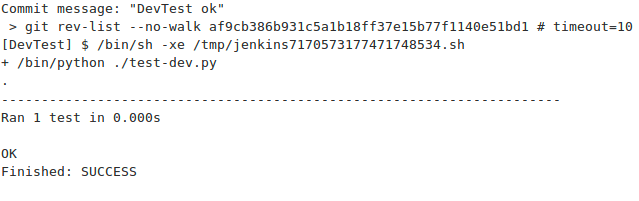 Commit message: "DevTest ok"
 > git rev-list --no-walk af9cb386b931c5a1b18ff37e15b77f1140e51bd1 # timeout=10
[DevTest] $ /bin/sh -xe /tmp/jenkins7170573177471748534.sh
+ /bin/python ./test-dev.py
.
----------------------------------------------------------------------
Ran 1 test in 0.000s

OK
Finished: SUCCESS